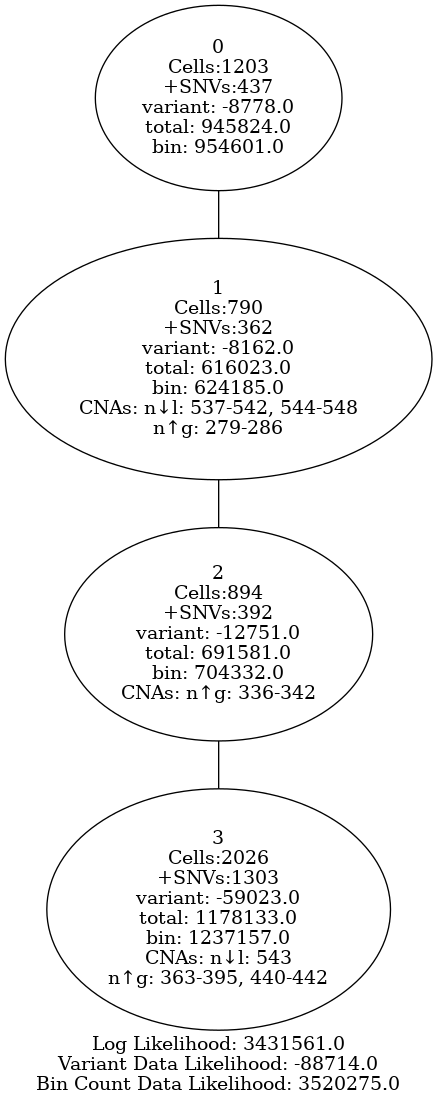 0
Cells:1203
+SNVs:437
variant: -8778.0
total: 945824.0
bin: 954601.0
1
Cells:790
+SNVs:362
variant: -8162.0
total: 616023.0
bin: 624185.0
CNAs: n↓l: 537-542, 544-548
n↑g: 279-286
2
Cells:894
+SNVs:392
variant: -12751.0
total: 691581.0
bin: 704332.0
CNAs: n↑g: 336-342
3
Cells:2026
+SNVs:1303
variant: -59023.0
total: 1178133.0
bin: 1237157.0
CNAs: n↓l: 543
n↑g: 363-395, 440-442
Log Likelihood: 3431561.0
Variant Data Likelihood: -88714.0
Bin Count Data Likelihood: 3520275.0